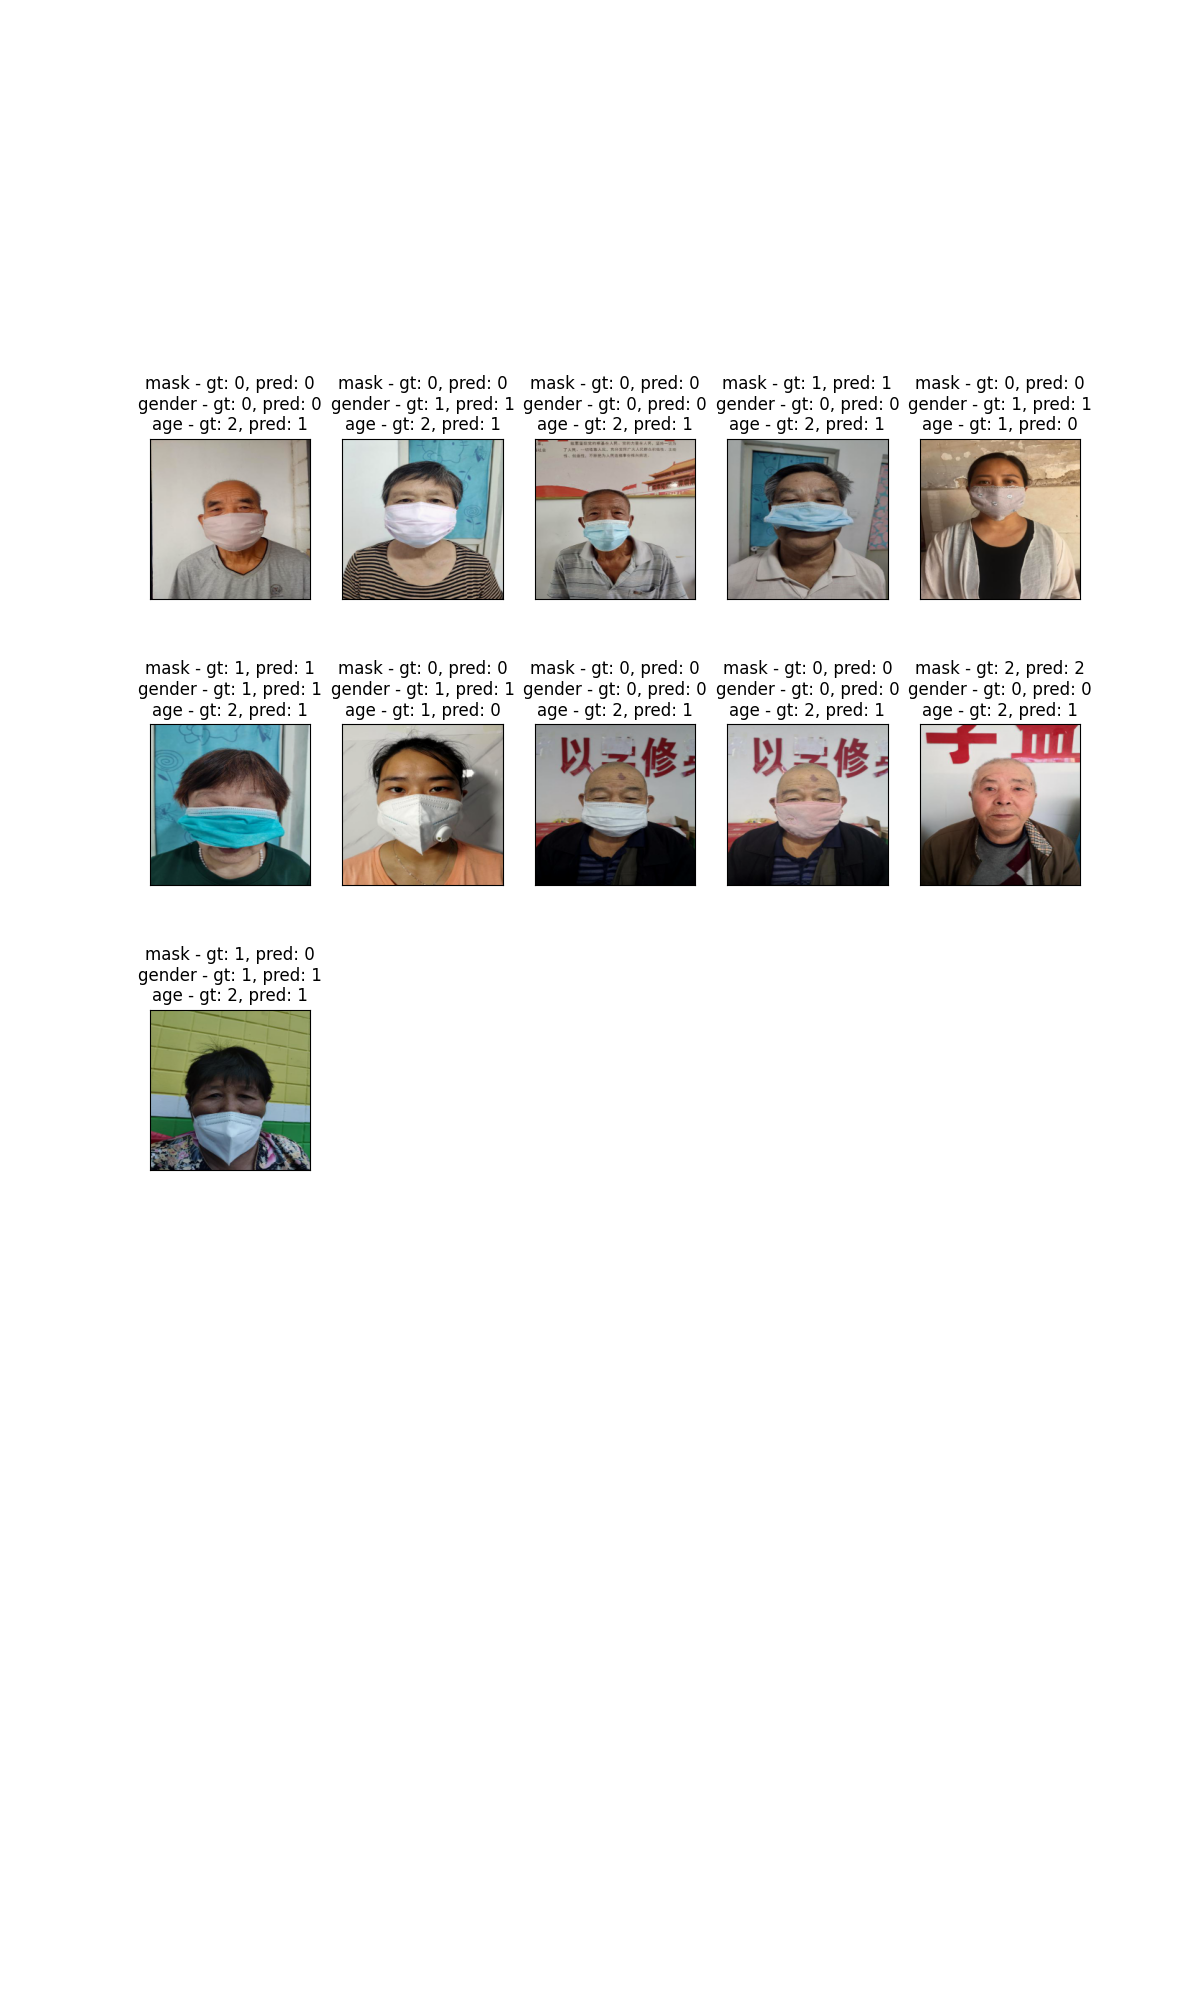 mask - gt: 0, pred: 0
gender - gt: 0, pred: 0
age - gt: 2, pred: 1
mask - gt: 0, pred: 0
gender - gt: 1, pred: 1
age - gt: 2, pred: 1
mask - gt: 0, pred: 0
gender - gt: 0, pred: 0
age - gt: 2, pred: 1
mask - gt: 1, pred: 1
gender - gt: 0, pred: 0
age - gt: 2, pred: 1
mask - gt: 0, pred: 0
gender - gt: 1, pred: 1
age - gt: 1, pred: 0
mask - gt: 1, pred: 1
gender - gt: 1, pred: 1
age - gt: 2, pred: 1
mask - gt: 0, pred: 0
gender - gt: 1, pred: 1
age - gt: 1, pred: 0
mask - gt: 0, pred: 0
gender - gt: 0, pred: 0
age - gt: 2, pred: 1
以 修
mask - gt: 0, pred: 0
gender - gt: 0, pred: 0
age - gt: 2, pred: 1
以 修
mask - gt: 2, pred: 2
gender - gt: 0, pred: 0
age - gt: 2, pred: 1
mask - gt: 1, pred: 0
gender - gt: 1, pred: 1
age - gt: 2, pred: 1